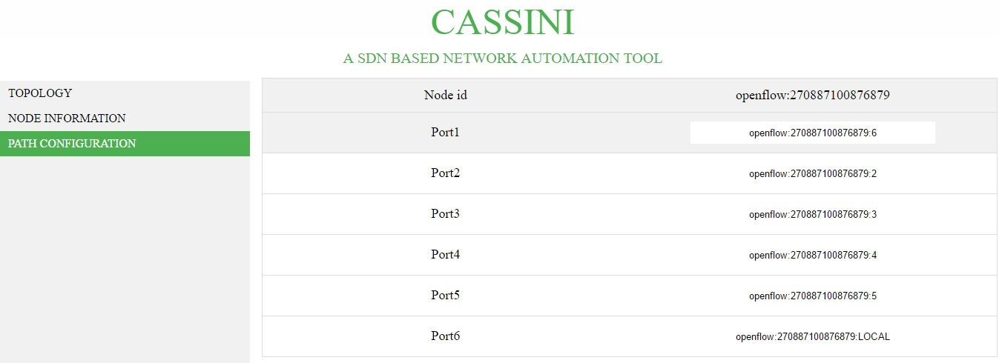 CASSINI
A SDN BASED NETWORK AUTOMATION TOOL
TOPOLOGY
NODE INFORMATION
PATH CONFIGURATION
Node id openflow:270887100876879
Port1 openflow:270887100876879:6
Port2 openflow:270887100876879:2
Port3 openflow:270887100876879:3
Port4 openflow:270887100876879:4
Port5 openflow:270887100876879:5
Port6 openflow:270887100876879:LOCAL